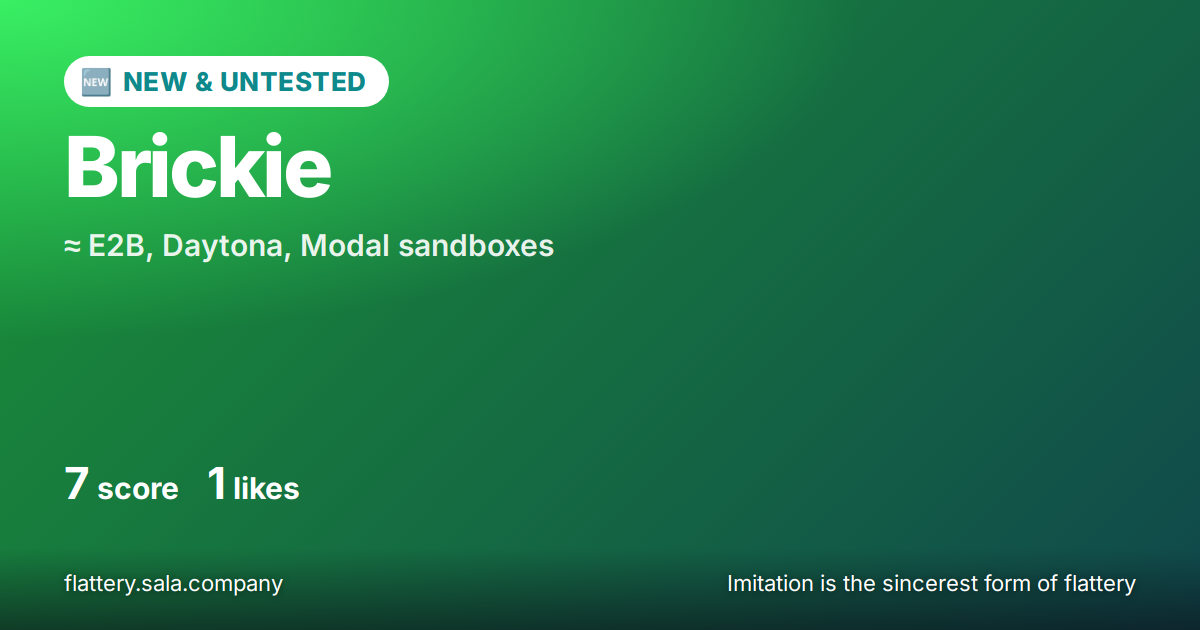 🆕 NEW & UNTESTED
Brickie
≈ E2B, Daytona, Modal sandboxes
7 score 1 likes
flattery.sala.company
Imitation is the sincerest form of flattery